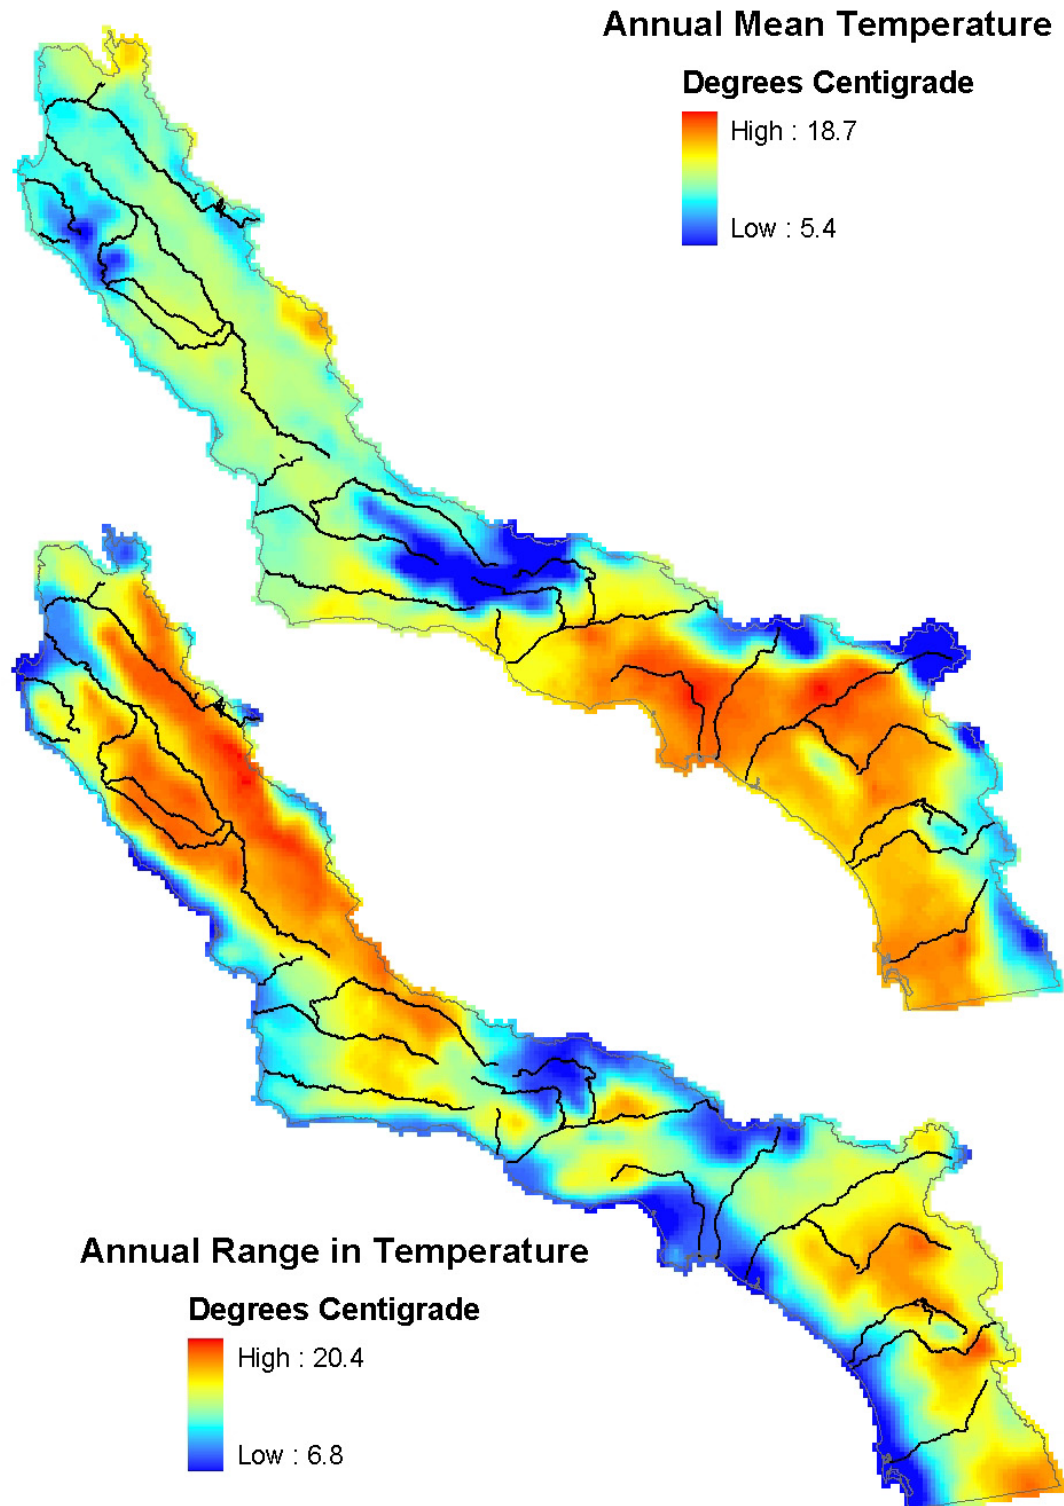 Annual Mean Temperature
Degrees Centigrade
High : 18.7
Low : 5.4
Annual Range in Temperature
Degrees Centigrade
High : 20.4
Low : 6.8